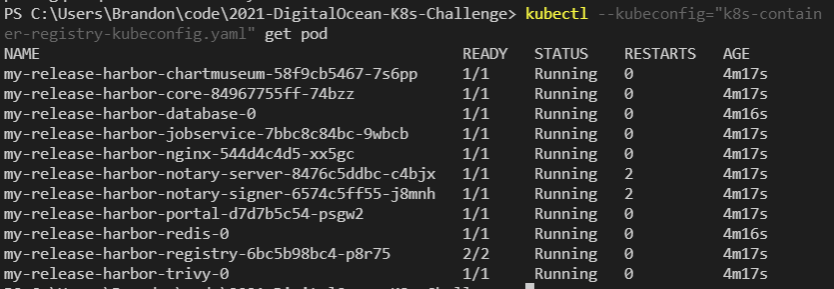 PS C:\Users\Brandon\code\2021-DigitalOcean-K8s-Challenge> kubectl --kubeconfig="k8s-contain
er-registry-kubeconfig.yaml" get pod
NAME READY STATUS RESTARTS AGE
my-release-harbor-chartmuseum-58f9cb5467-7s6pp 1/1 Running 0 4m17s
my-release-harbor-core-84967755ff-74bzz 1/1 Running 0 4m17s
my-release-harbor-database-0 1/1 Running 0 4m16s
my-release-harbor-jobservice-7bbc8c84bc-9wbcb 1/1 Running 0 4m17s
my-release-harbor-nginx-544d4c4d5-xx5gc 1/1 Running 0 4m17s
my-release-harbor-notary-server-8476c5ddbc-c4bjx 1/1 Running 2 4m17s
my-release-harbor-notary-signer-6574c5ff55-j8mnh 1/1 Running 2 4m17s
my-release-harbor-portal-d7d7b5c54-psgw2 1/1 Running 0 4m17s
my-release-harbor-redis-0 1/1 Running 0 4m16s
my-release-harbor-registry-6bc5b98bc4-p8r75 2/2 Running 0 4m17s
my-release-harbor-trivy-0 1/1 Running 0 4m17s